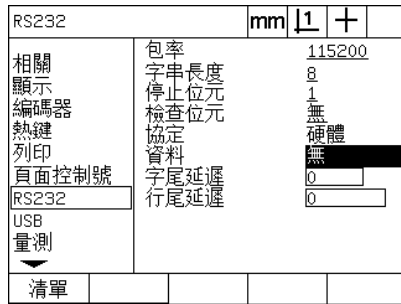 RS232 mm 1
相關
顯示
編碼器
熱鍵
列印
頁面控制號
RS232
USB
量測
包率 115200
字串長度 8
停止位元 1
檢查位元 無
協定 硬體
資料 無
字尾延遲 0
行尾延遲 0
清單